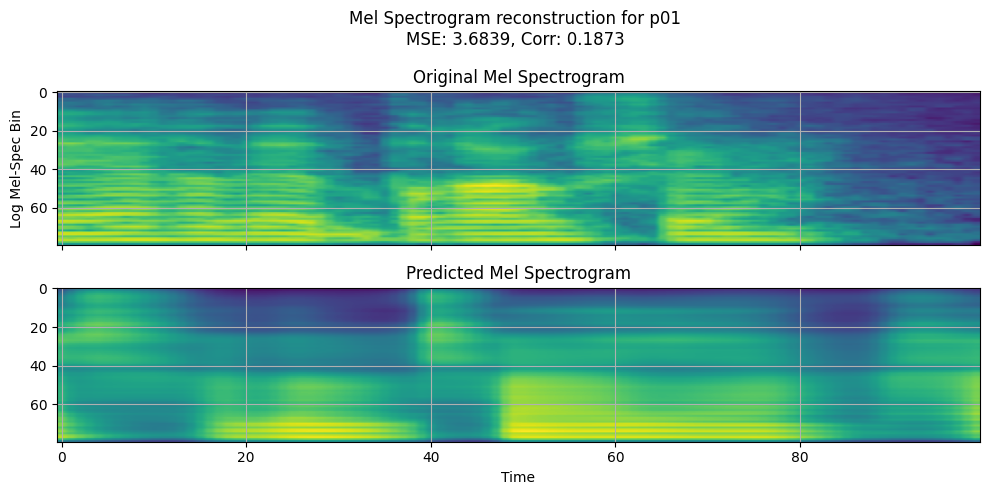 Mel Spectrogram reconstruction for p01
MSE: 3.6839, Corr: 0.1873
Original Mel Spectrogram
0
20
40
60
Log Mel-Spec Bin
Predicted Mel Spectrogram
0
20
40
60
0 20 40 60 80
Time